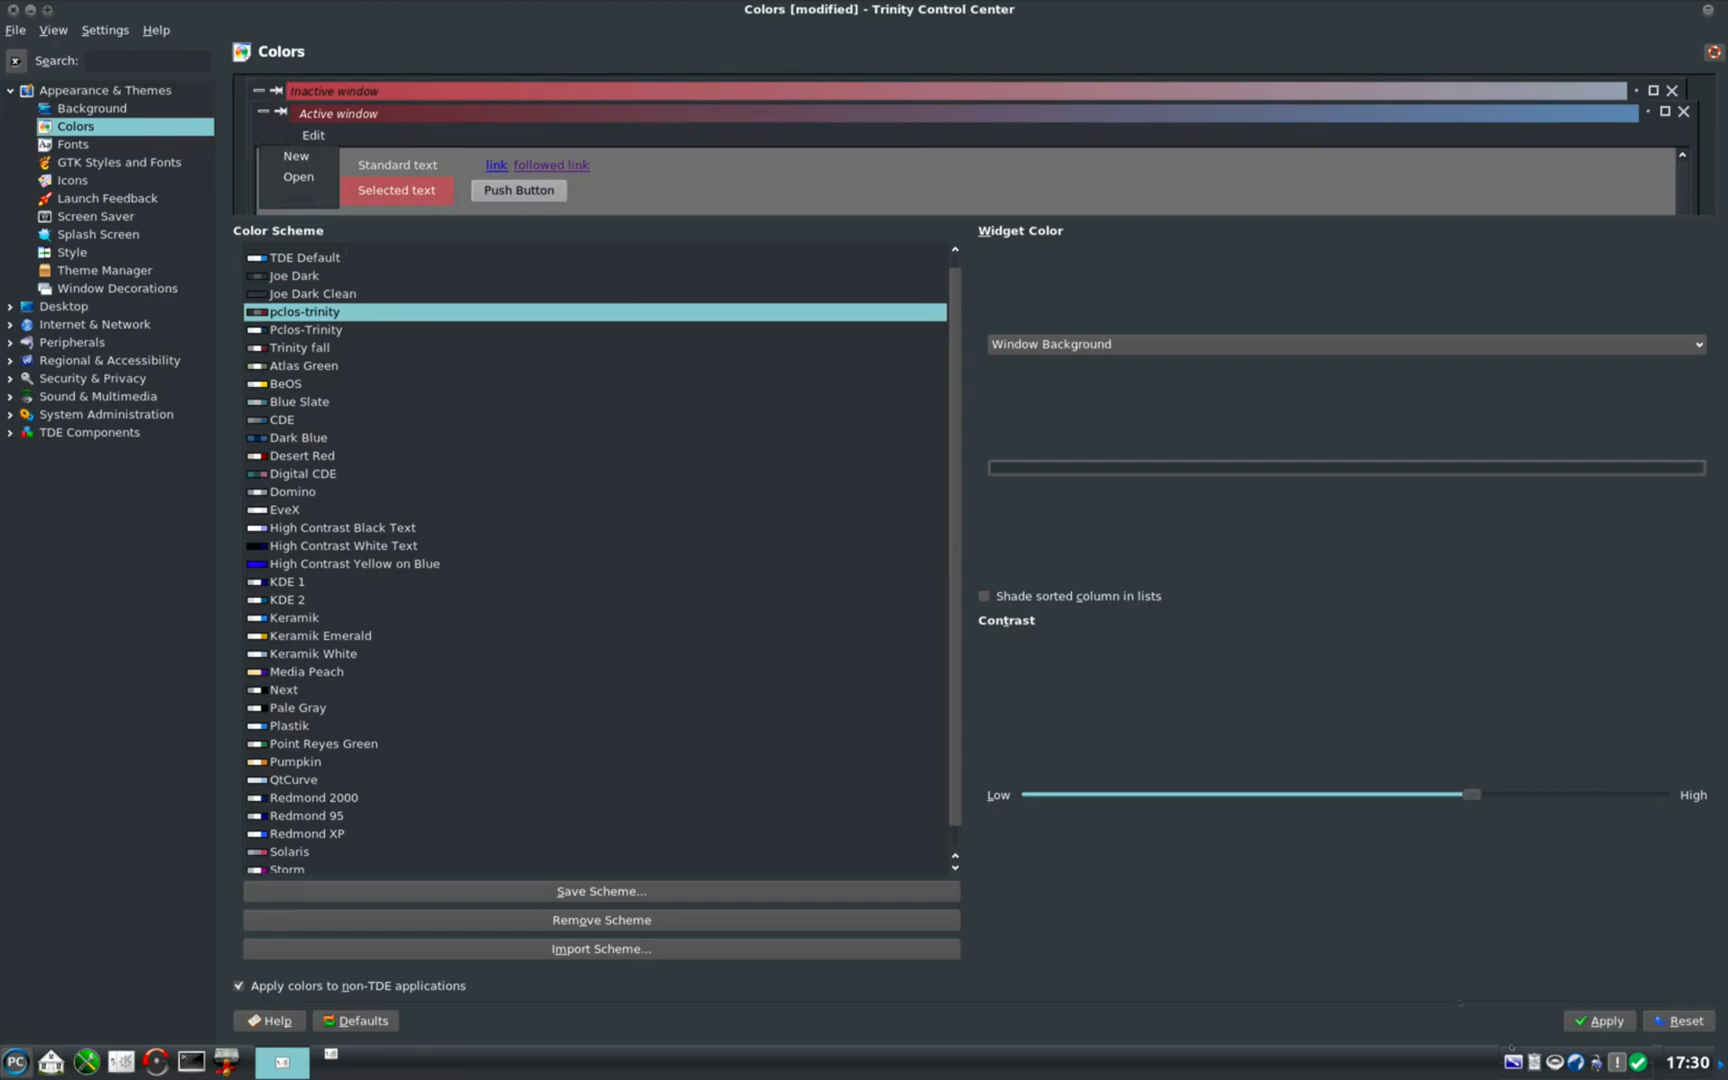 Colors [modified] - Trinity Control Center
File View Settings Help
Search:
Appearance & Themes
Background
Colors
Fonts
GTK Styles and Fonts
Icons
Launch Feedback
Screen Saver
Splash Screen
Style
Theme Manager
Window Decorations
Desktop
Internet & Network
Peripherals
Regional & Accessibility
Security & Privacy
Sound & Multimedia
System Administration
TDE Components
Colors
Inactive window
Active window
Edit
New
Open
Standard text link followed link
Selected text Push Button
Color Scheme
TDE Default
Joe Dark
Joe Dark Clean
pclos-trinity
Pclos-Trinity
Trinity fall
Atlas Green
BeOS
Blue Slate
CDE
Dark Blue
Desert Red
Digital CDE
Domino
EveX
High Contrast Black Text
High Contrast White Text
High Contrast Yellow on Blue
KDE 1
KDE 2
Keramik
Keramik Emerald
Keramik White
Media Peach
Next
Pale Gray
Plastik
Point Reyes Green
Pumpkin
QtCurve
Redmond 2000
Redmond 95
Redmond XP
Solaris
Storm
Save Scheme...
Remove Scheme
Import Scheme...
Widget Color
Window Background
Shade sorted column in lists
Contrast
Low High
Apply colors to non-TDE applications
Help Defaults Apply Reset
PC 17:30